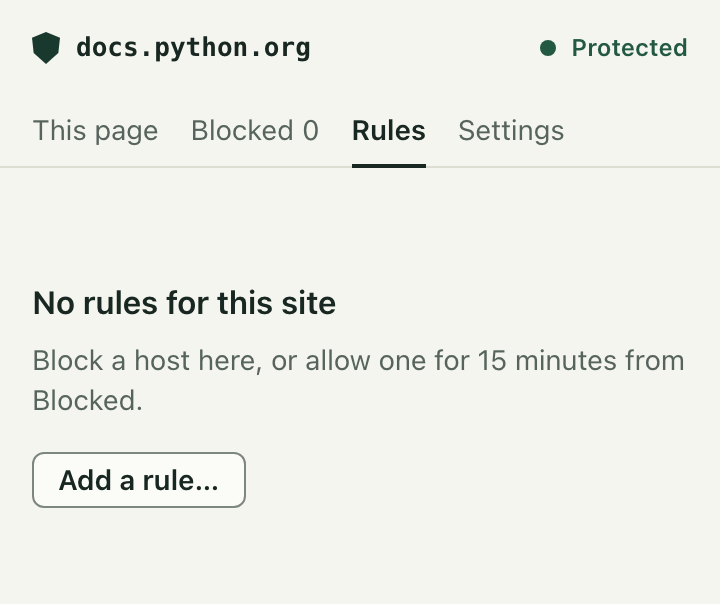 docs.python.org
Protected
This page
Blocked 0
Rules
Settings
No rules for this site
Block a host here, or allow one for 15 minutes from
Blocked.
Add a rule...